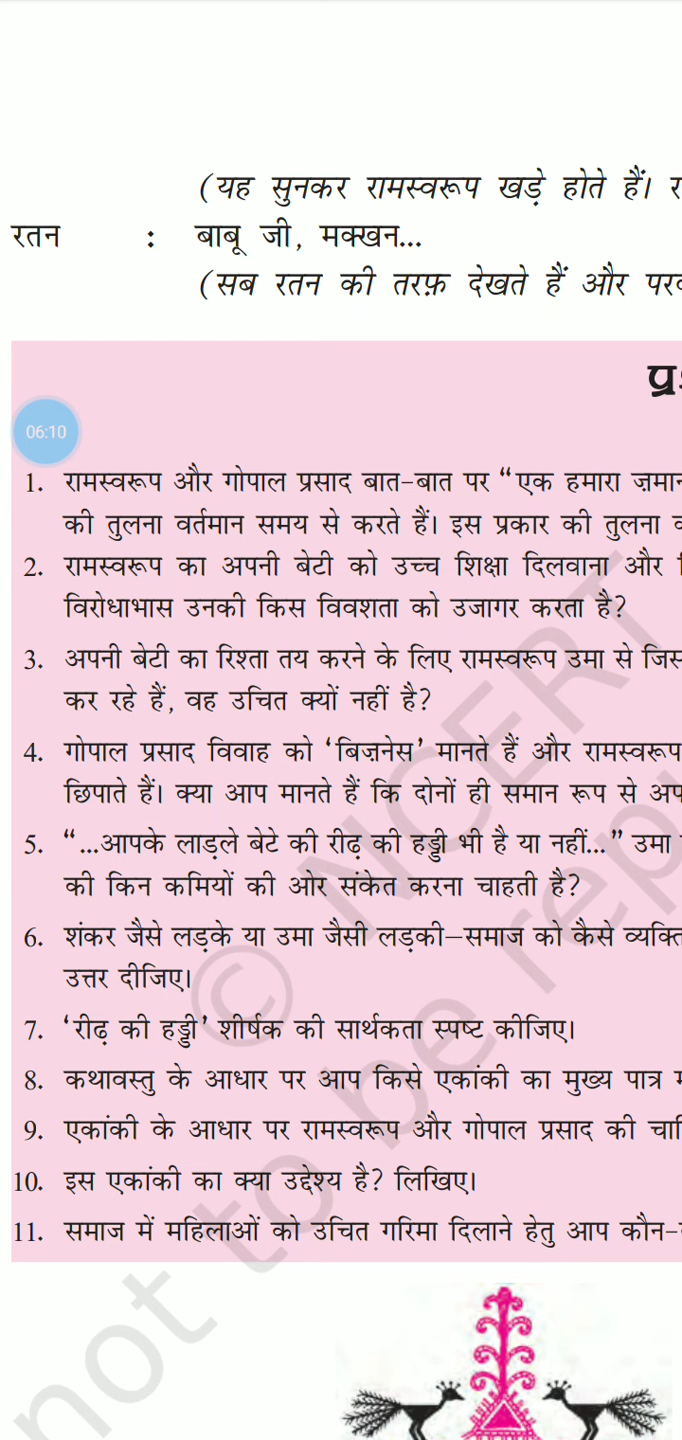 (यह सुनकर रामस्वरूप खड़े होते हैं।
रतन : बाबू जी, मक्खन...
(सब रतन की तरफ़ देखते हैं और
06:10
1. रामस्वरूप और गोपाल प्रसाद बात-बात पर “एक हमारा
की तुलना वर्तमान समय से करते हैं। इस प्रकार की तुलना
2. रामस्वरूप का अपनी बेटी को उच्च शिक्षा दिलवाना और
विरोधाभास उनकी किस विवशता को उजागर करता है?
3. अपनी बेटी का रिश्ता तय करने के लिए रामस्वरूप उमा से जिस
कर रहे हैं, वह उचित क्यों नहीं है?
4. गोपाल प्रसाद विवाह को ‘बिज़नेस’ मानते हैं और रामस्वरूप
छिपाते हैं। क्या आप मानते हैं कि दोनों ही समान रूप से
5. “...आपके लाड़ले बेटे की रीढ़ की हड्डी भी है या नहीं...” उमा
की किन कमियों की ओर संकेत करना चाहती है?
6. शंकर जैसे लड़के या उमा जैसी लड़की–समाज को कैसे
उत्तर दीजिए।
7. ‘रीढ़ की हड्डी’ शीर्षक की सार्थकता स्पष्ट कीजिए।
8. कथावस्तु के आधार पर आप किसे एकांकी का मुख्य पात्र
9. एकांकी के आधार पर रामस्वरूप और गोपाल प्रसाद की
10. इस एकांकी का क्या उद्देश्य है? लिखिए।
11. समाज में महिलाओं को उचित गरिमा दिलाने हेतु आप
© NCERT
not to be